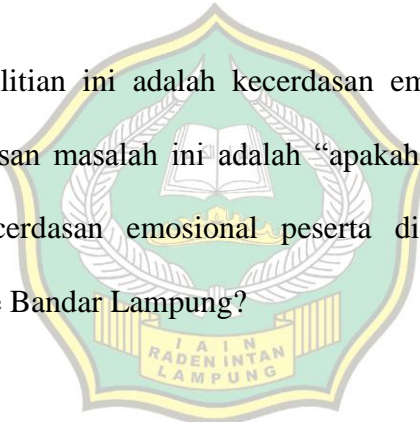 litian ini adalah kecerdasan em
san masalah ini adalah “apakah
cerdasan emosional peserta di
Bandar Lampung?
I A I N
RADEN INTAN
LAMPUNG